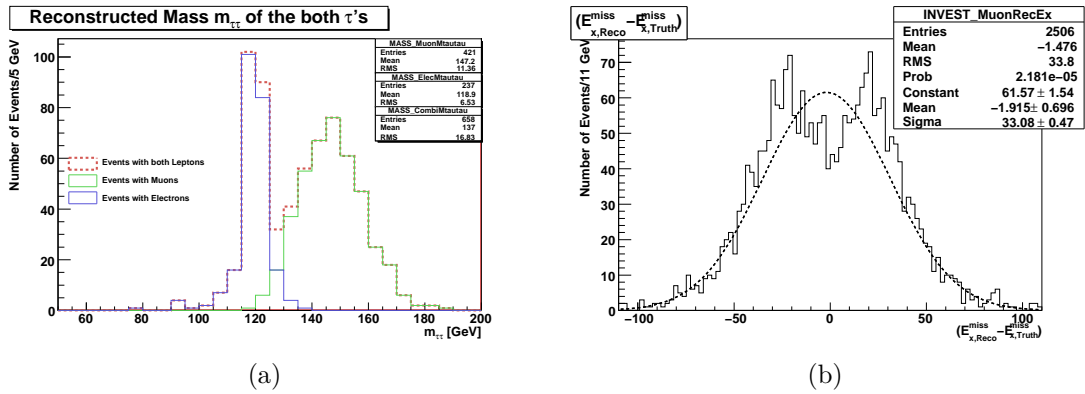 Reconstructed Mass mττ of the both τ's
Number of Events/5 GeV
100
80
60
40
20
0
MASS_MuonMtautau
Entries 421
Mean 147.2
RMS 11.36
MASS_ElecMtautau
Entries 237
Mean 118.9
RMS 6.53
MASS_CombiMtautau
Entries 658
Mean 137
RMS 16.83
Events with both Leptons
Events with Muons
Events with Electrons
60 80 100 120 140 160 180 200
mττ [GeV]
(a)
(E^miss_x,Reco −E^miss_x,Truth)
Number of Events/11 GeV
70
60
50
40
30
20
10
0
INVEST_MuonRecEx
Entries 2506
Mean −1.476
RMS 33.8
Prob 2.181e−05
Constant 61.57 ± 1.54
Mean −1.915± 0.696
Sigma 33.08 ± 0.47
−100 −50 0 50 100
(E^miss_x,Reco −E^miss_x,Truth)
(b)